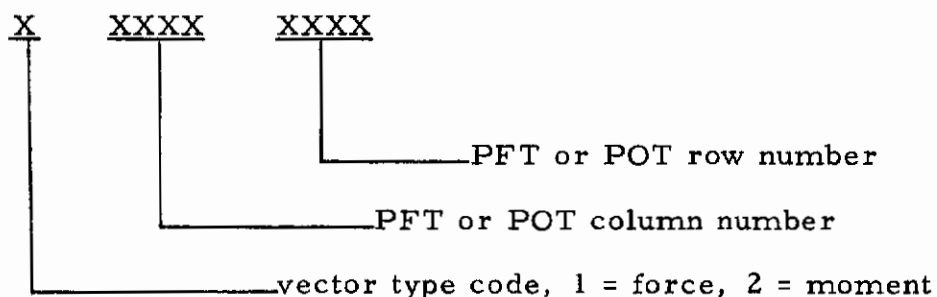 X XXXX XXXX
PFT or POT row number
PFT or POT column number
vector type code, 1 = force, 2 = moment